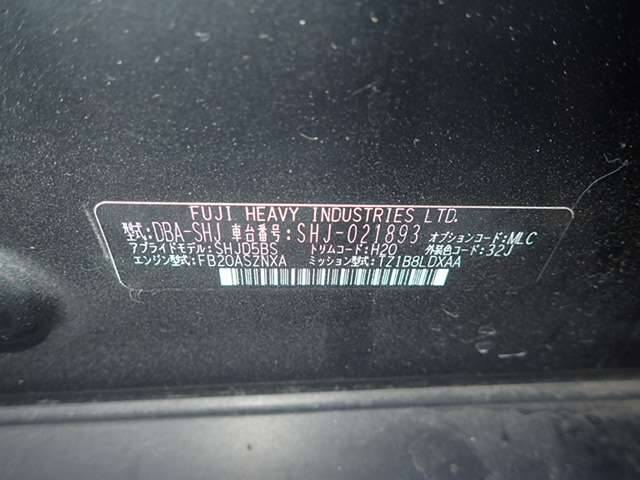 FUJI HEAVY INDUSTRIES LTD.
型式:DBA-SHJ 車台番号:SHJ-021893 オプションコード:MLC
アプライドモデル:SHJD5BS トリムコード:H20 外装色コード:32J
エンジン型式:FB20ASZNXA ミッション型式:TZ1B8LDXAA